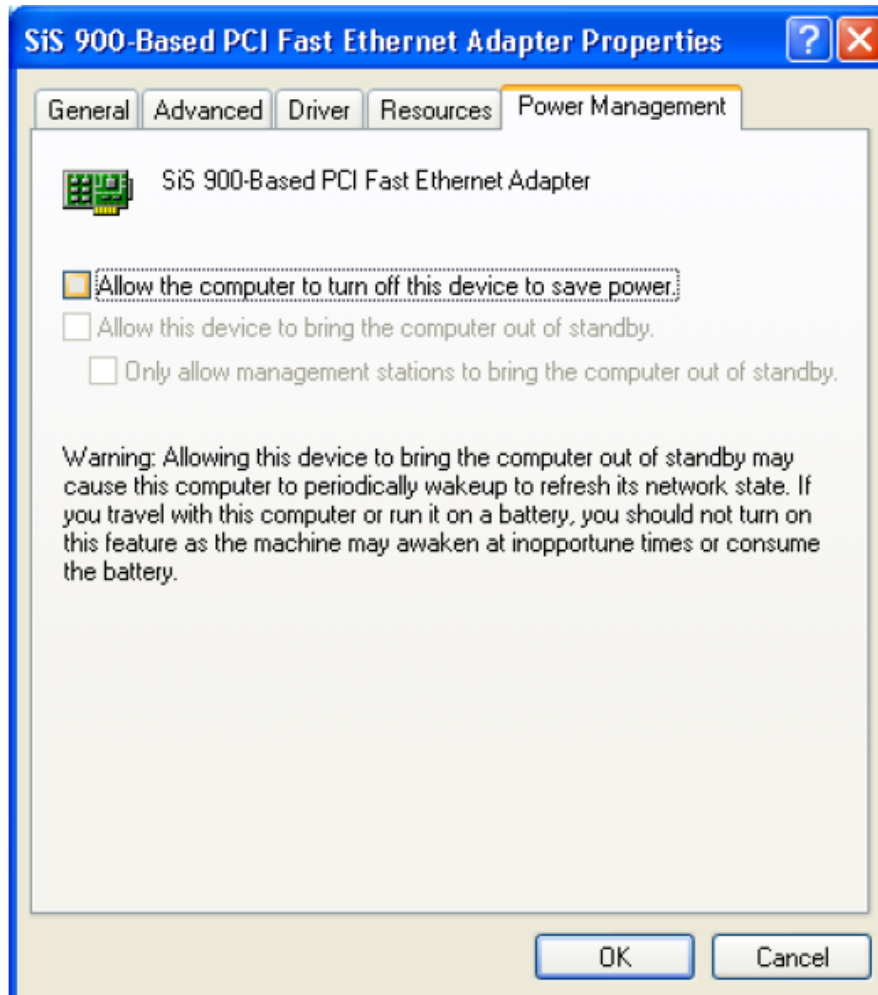 SiS 900-Based PCI Fast Ethernet Adapter Properties
General Advanced Driver Resources Power Management
SiS 900-Based PCI Fast Ethernet Adapter
Allow the computer to turn off this device to save power.
Allow this device to bring the computer out of standby.
Only allow management stations to bring the computer out of standby.
Warning: Allowing this device to bring the computer out of standby may
cause this computer to periodically wakeup to refresh its network state. If
you travel with this computer or run it on a battery, you should not turn on
this feature as the machine may awaken at inopportune times or consume
the battery.
OK Cancel